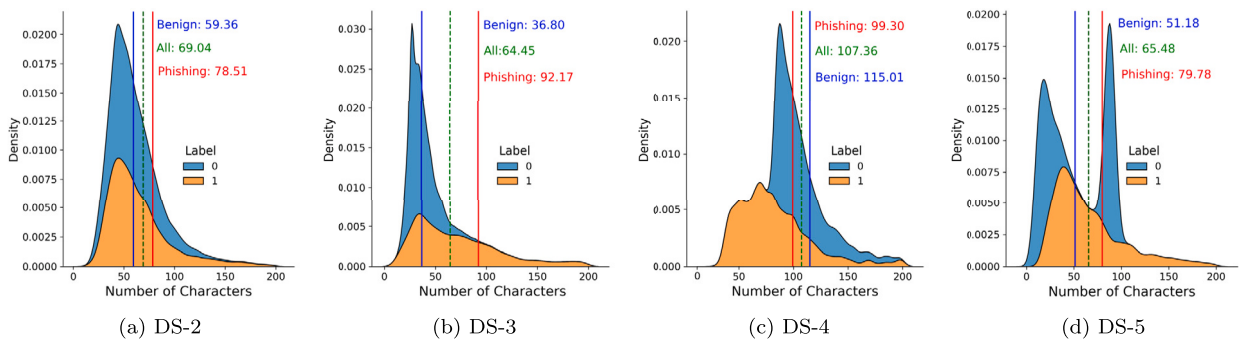 Benign: 59.36
All: 69.04
Phishing: 78.51
Label
0
1
Density
0.0200
0.0175
0.0150
0.0125
0.0100
0.0075
0.0050
0.0025
0.0000
0 50 100 150 200
Number of Characters
(a) DS-2
Benign: 36.80
All:64.45
Phishing: 92.17
Label
0
1
Density
0.030
0.025
0.020
0.015
0.010
0.005
0.000
0 50 100 150 200
Number of Characters
(b) DS-3
Phishing: 99.30
All: 107.36
Benign: 115.01
Label
0
1
Density
0.020
0.015
0.010
0.005
0.000
0 50 100 150 200
Number of Characters
(c) DS-4
Benign: 51.18
All: 65.48
Phishing: 79.78
Label
0
1
Density
0.0200
0.0175
0.0150
0.0125
0.0100
0.0075
0.0050
0.0025
0.0000
0 50 100 150 200
Number of Characters
(d) DS-5